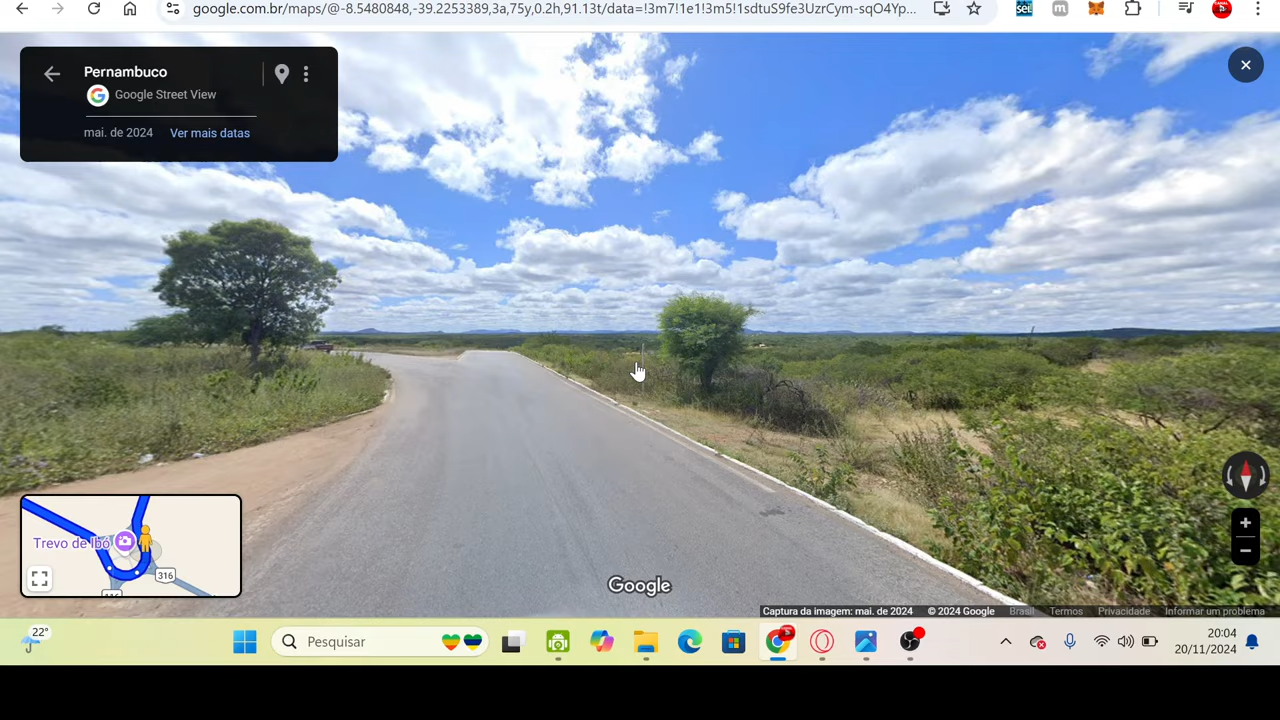 google.com.br/maps/@-8.5480848,-39.2253389,3a,75y,0.2h,91.13t/data=!3m7!1e1!3m5!1sdtuS9fe3UzrCym-sqO4Yp...
sei!
m
Pernambuco
Google Street View
mai. de 2024 Ver mais datas
Trevo de Ibó
316
116
Google
Captura da imagem: mai. de 2024 © 2024 Google Brasil Termos Privacidade Informar um problema
22°
Pesquisar
20:04
20/11/2024